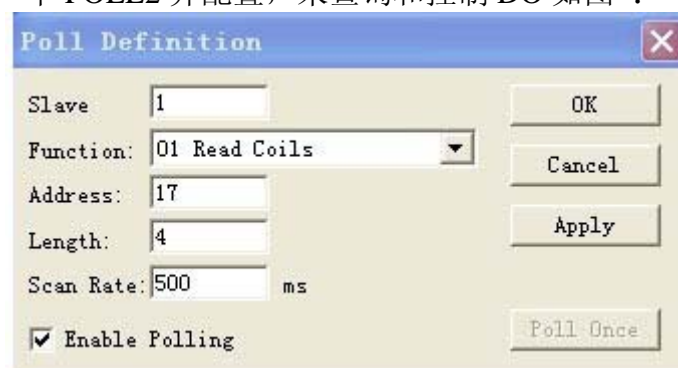 POLL2 并配置，来查询和控制 DO 如图
Poll Definition
Slave 1 OK
Function: 01 Read Coils Cancel
Address: 17
Length: 4 Apply
Scan Rate: 500 ms
Enable Polling Poll Once